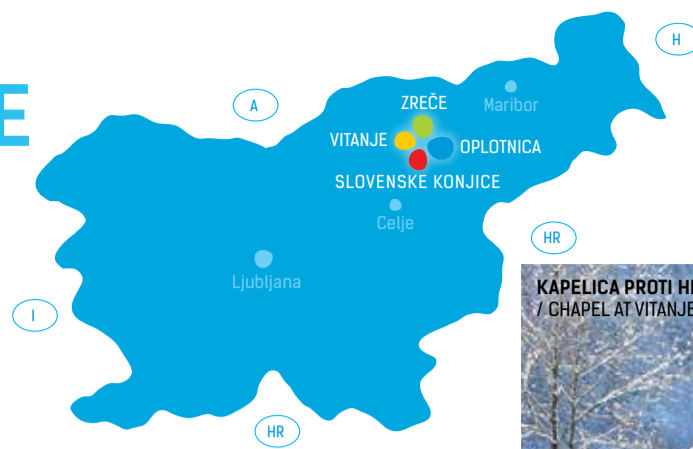 E
H
A
ZREČE
Maribor
VITANJE
OPLOTNICA
SLOVENSKE KONJICE
Celje
HR
Ljubljana
KAPELICA PROTI
/ CHAPEL AT VITANJE
I
HR